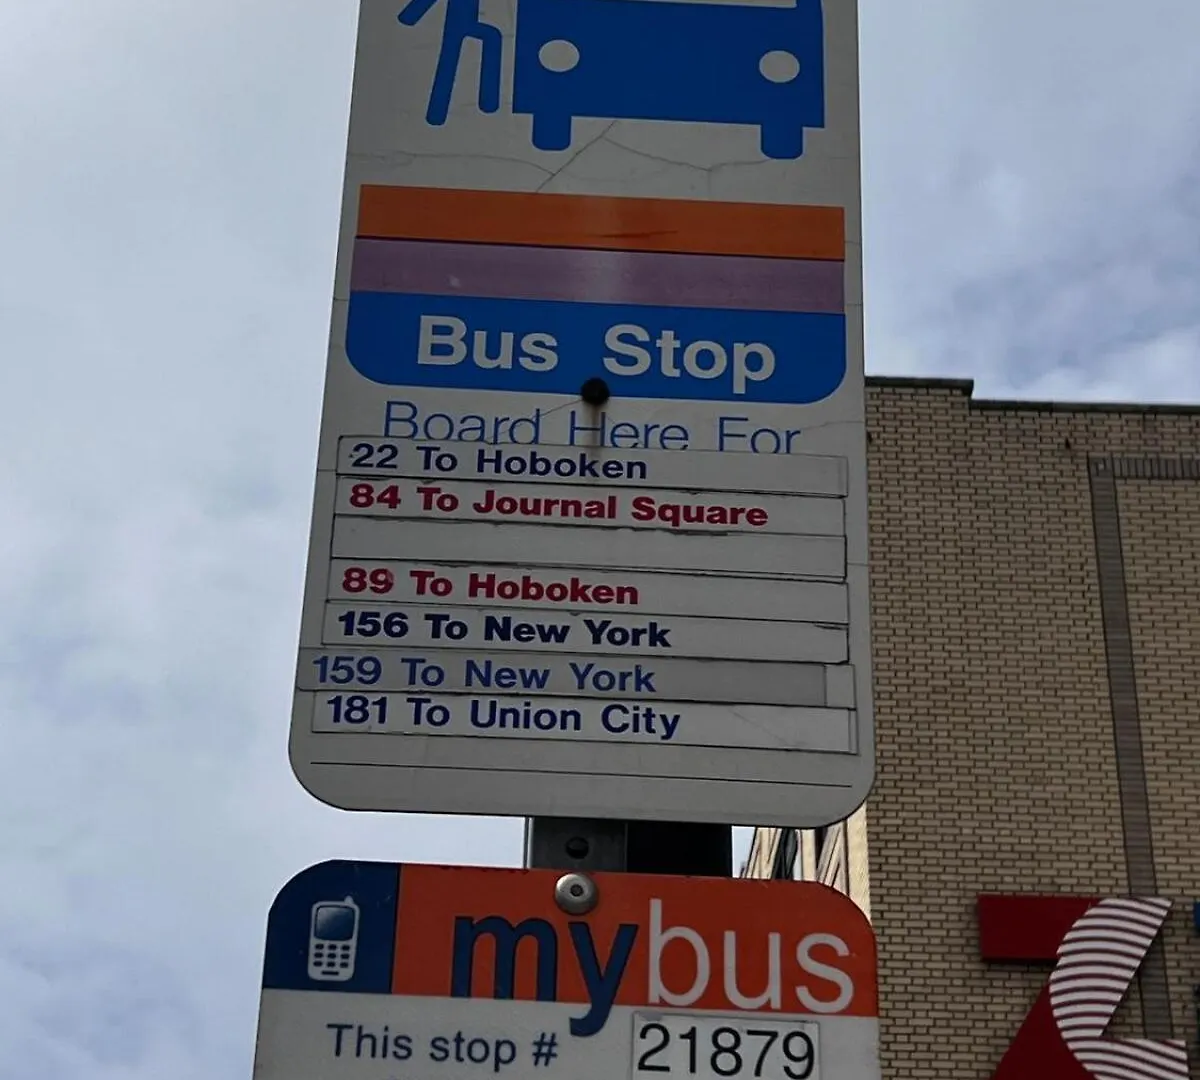 Bus Stop
Board Here For
22 To Hoboken
84 To Journal Square
89 To Hoboken
156 To New York
159 To New York
181 To Union City
mybus
This stop # 21879